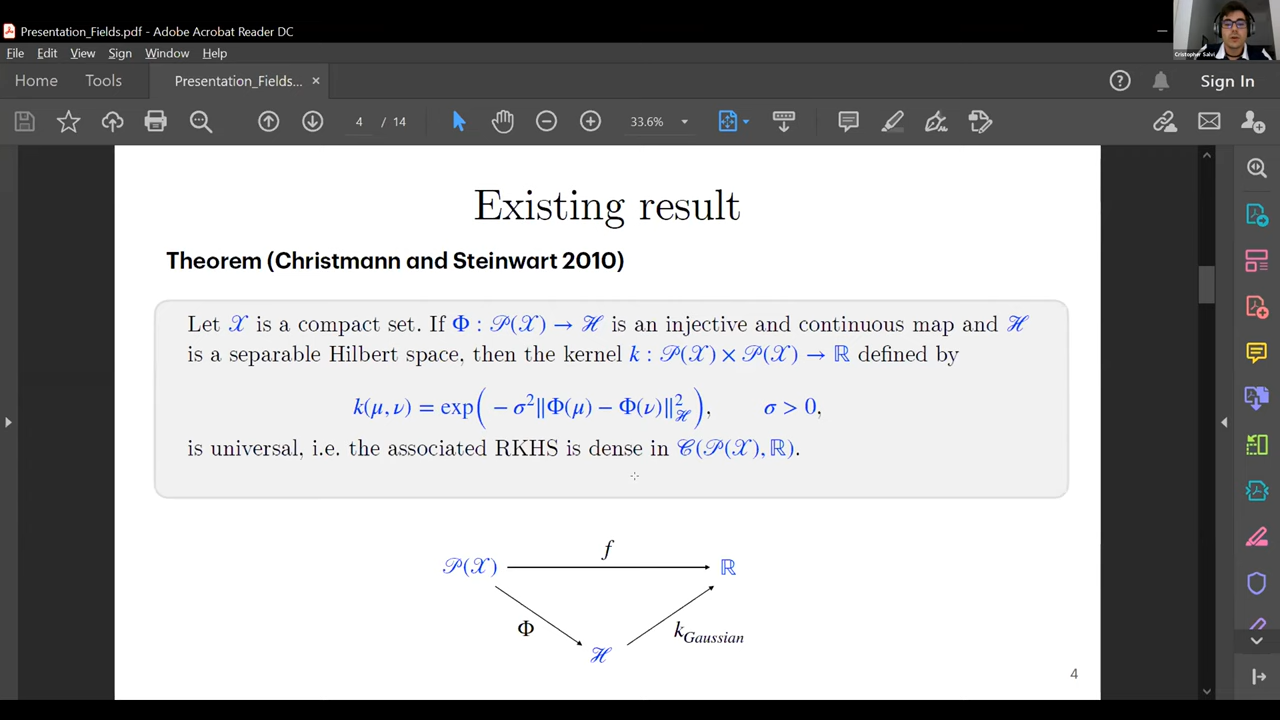 Presentation_Fields.pdf - Adobe Acrobat Reader DC
Cristopher Salvi
File Edit View Sign Window Help
Home Tools Presentation_Fields... × Sign In
4 / 14 33.6%
Existing result
Theorem (Christmann and Steinwart 2010)
Let 𝒳 is a compact set. If Φ : 𝒫(𝒳) → ℋ is an injective and continuous map and ℋ
is a separable Hilbert space, then the kernel k : 𝒫(𝒳) × 𝒫(𝒳) → ℝ defined by
k(μ, ν) = exp( − σ²‖Φ(μ) − Φ(ν)‖²_ℋ ), σ > 0,
is universal, i.e. the associated RKHS is dense in 𝒞(𝒫(𝒳), ℝ).
f
𝒫(𝒳) ℝ
Φ k_Gaussian
ℋ
4